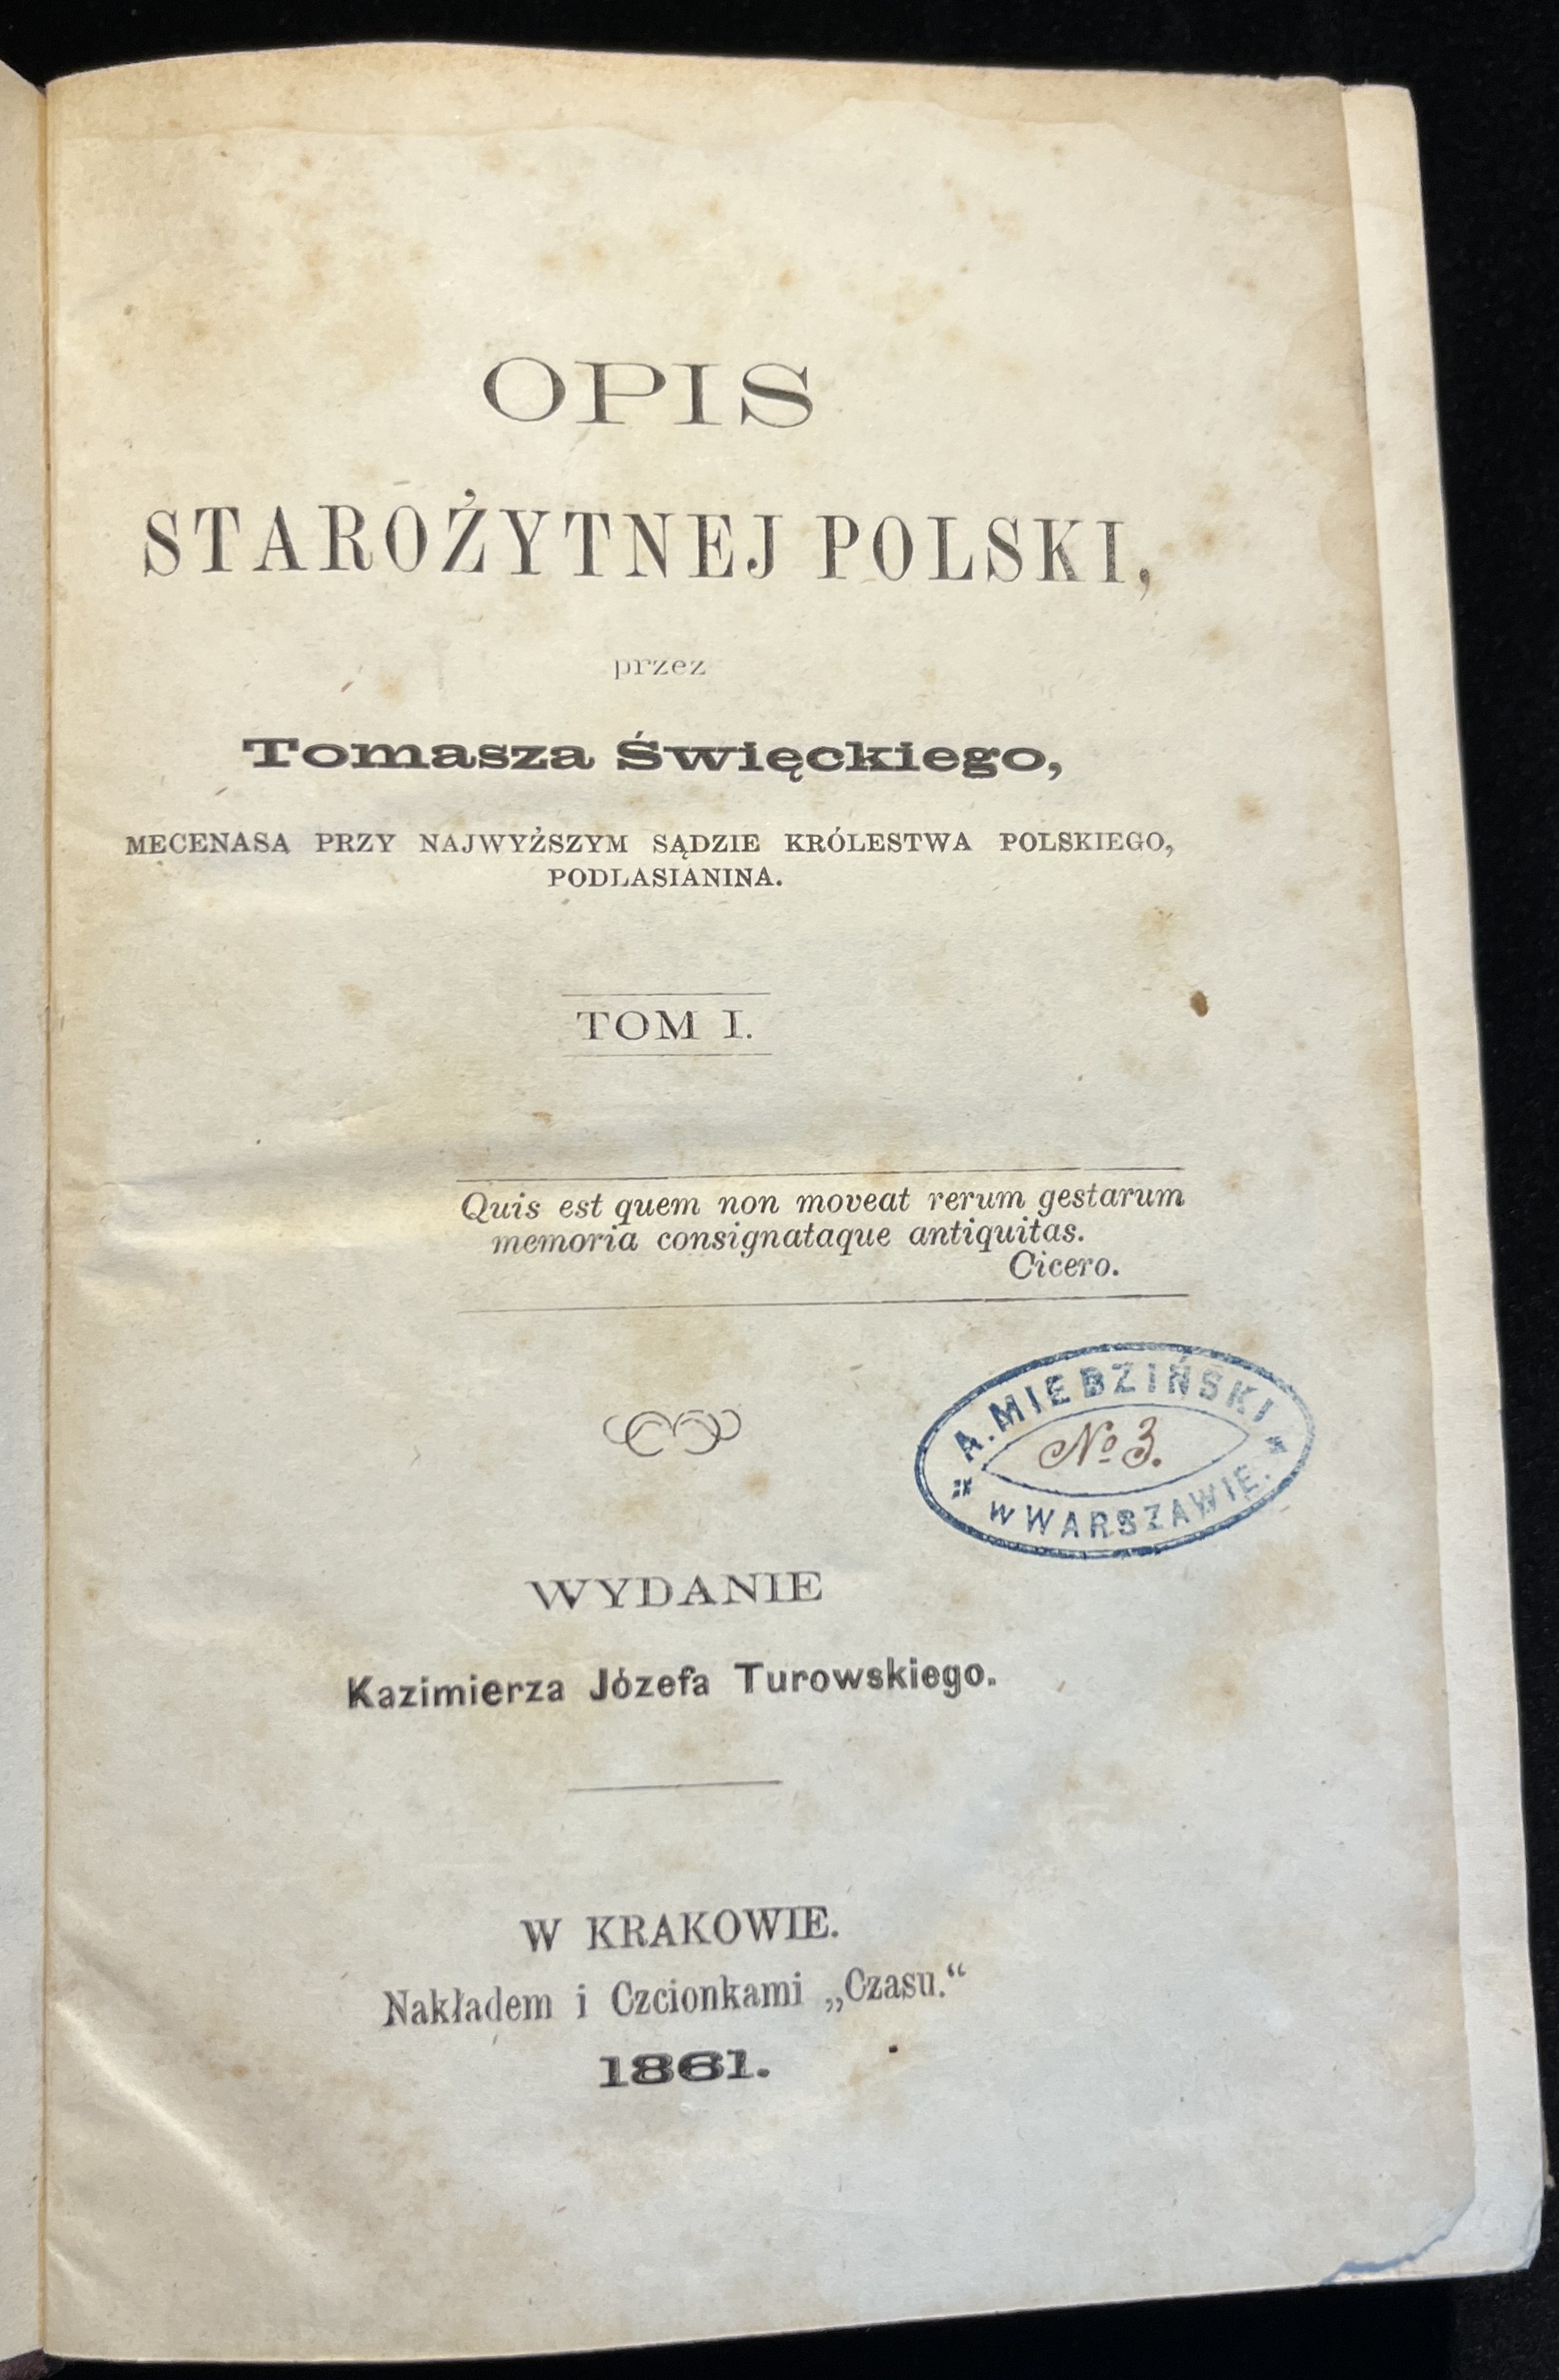 OPIS
STAROŻYTNEJ POLSKI,
przez
Tomasza Święckiego,
MECENASA PRZY NAJWYŻSZYM SĄDZIE KRÓLESTWA POLSKIEGO,
PODLASIANINA.
TOM I.
Quis est quem non moveat rerum gestarum
memoria consignataque antiquitas.
Cicero.
A. MIEDZIŃSKI
№ 3.
W WARSZAWIE.
WYDANIE
Kazimierza Józefa Turowskiego.
W KRAKOWIE.
Nakładem i Czcionkami „Czasu.“
1861.